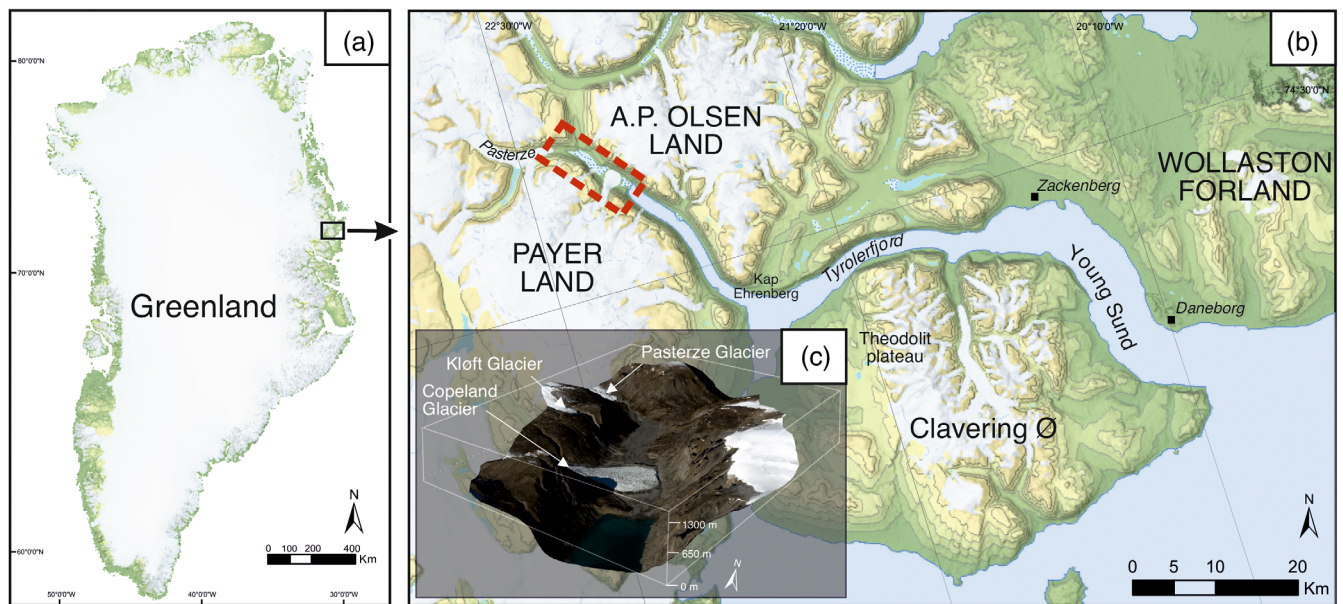 (a)
80°0'0"N
70°0'0"N
60°0'0"N
Greenland
N
0 100 200 400
Km
50°0'0"W 40°0'0"W 30°0'0"W
(b)
22°30'0"W 21°20'0"W 20°10'0"W
74°30'0"N
Pasterze
A.P. OLSEN
LAND
WOLLASTON
FORLAND
Zackenberg
PAYER
LAND
Kap
Ehrenberg
Tyrolerfjord
Young Sund
Daneborg
Theodolit
plateau
Clavering Ø
N
0 5 10 20
Km
(c)
Pasterze Glacier
Kløft Glacier
Copeland
Glacier
1300 m
650 m
0 m
N